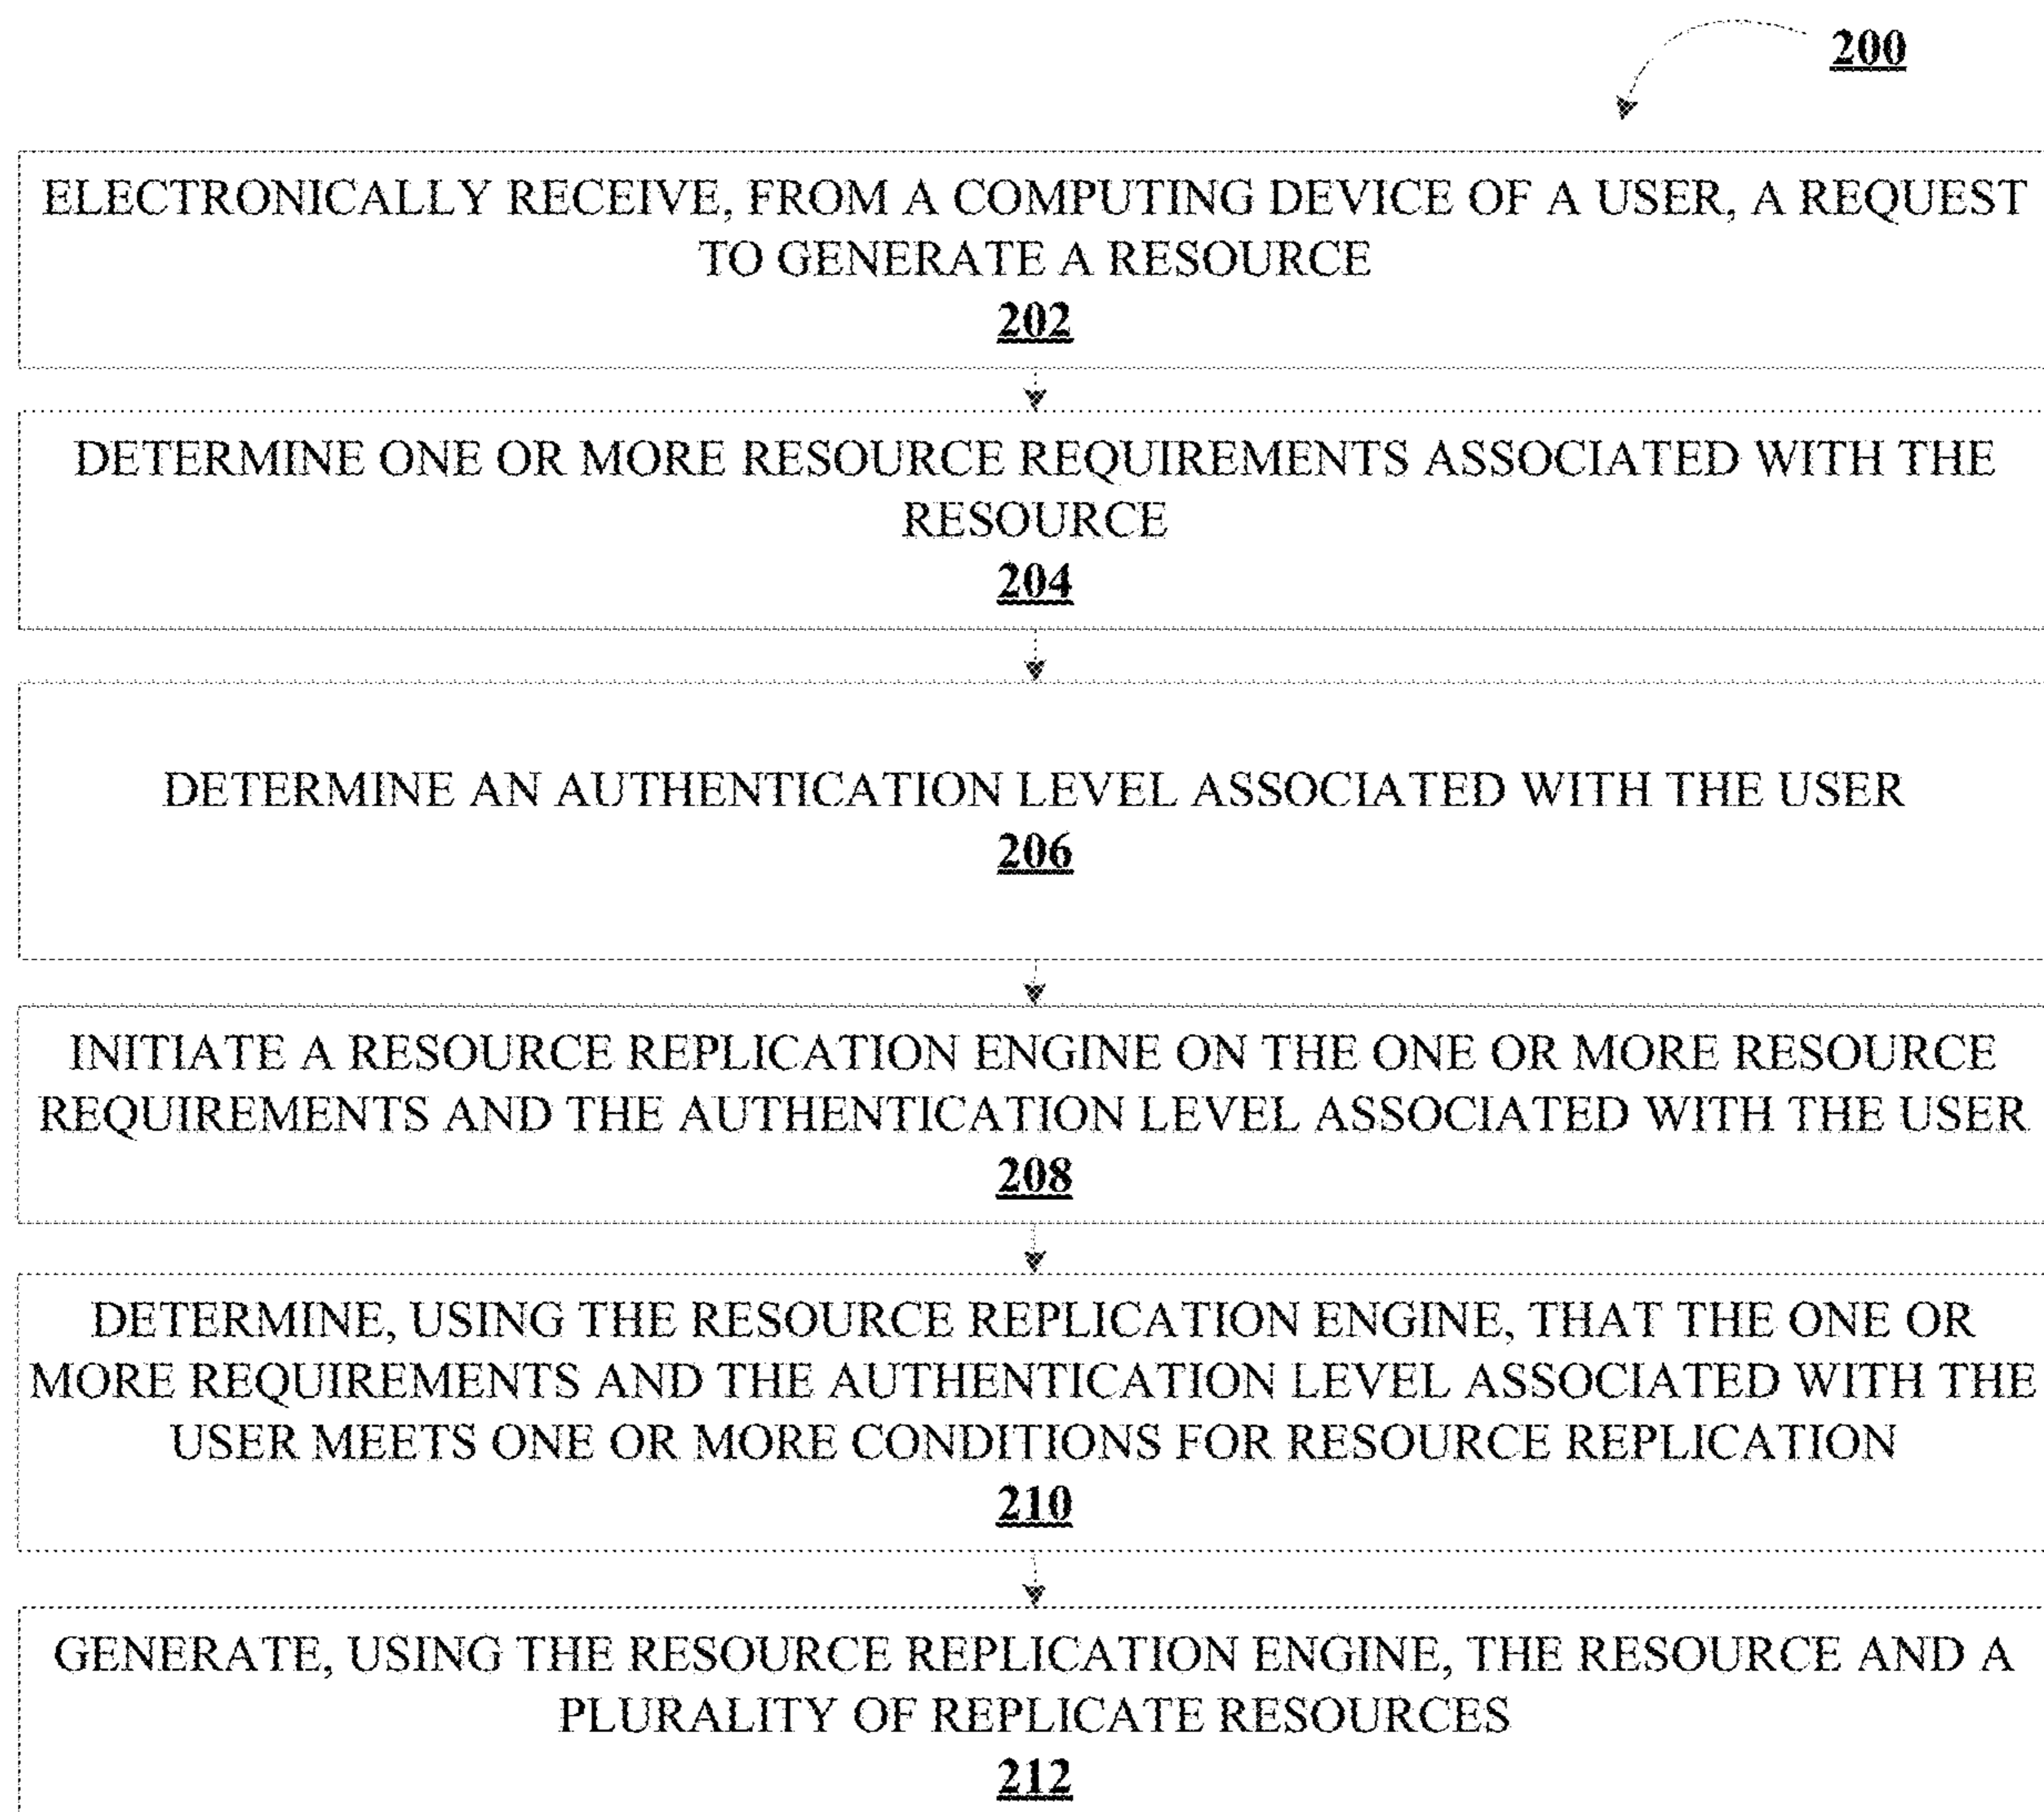 200
ELECTRONICALLY RECEIVE, FROM A COMPUTING DEVICE OF A USER, A REQUEST
TO GENERATE A RESOURCE
202
DETERMINE ONE OR MORE RESOURCE REQUIREMENTS ASSOCIATED WITH THE
RESOURCE
204
DETERMINE AN AUTHENTICATION LEVEL ASSOCIATED WITH THE USER
206
INITIATE A RESOURCE REPLICATION ENGINE ON THE ONE OR MORE RESOURCE
REQUIREMENTS AND THE AUTHENTICATION LEVEL ASSOCIATED WITH THE USER
208
DETERMINE, USING THE RESOURCE REPLICATION ENGINE, THAT THE ONE OR
MORE REQUIREMENTS AND THE AUTHENTICATION LEVEL ASSOCIATED WITH THE
USER MEETS ONE OR MORE CONDITIONS FOR RESOURCE REPLICATION
210
GENERATE, USING THE RESOURCE REPLICATION ENGINE, THE RESOURCE AND A
PLURALITY OF REPLICATE RESOURCES
212